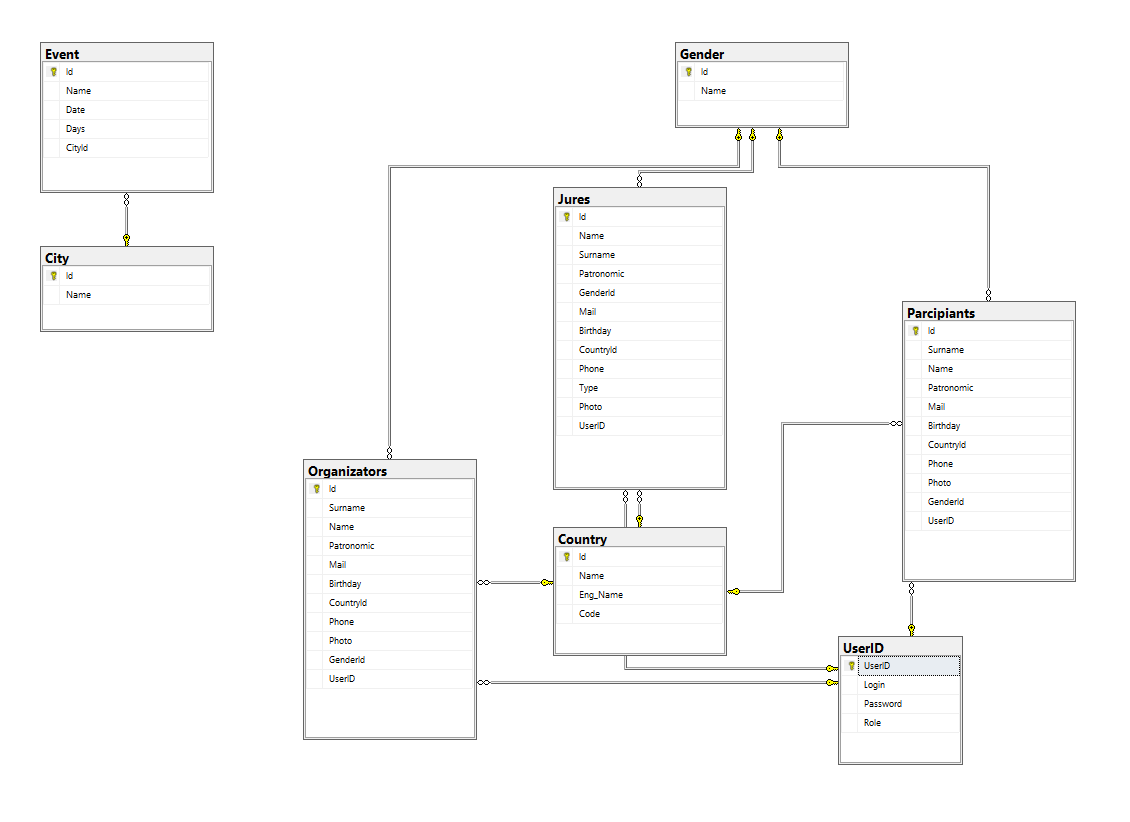 Event
Id
Name
Date
Days
CityId
City
Id
Name
Gender
Id
Name
Jures
Id
Name
Surname
Patronomic
GenderId
Mail
Birthday
CountryId
Phone
Type
Photo
UserID
Parcipiants
Id
Surname
Name
Patronomic
Mail
Birthday
CountryId
Phone
Photo
GenderId
UserID
Organizators
Id
Surname
Name
Patronomic
Mail
Birthday
CountryId
Phone
Photo
GenderId
UserID
Country
Id
Name
Eng_Name
Code
UserID
UserID
Login
Password
Role